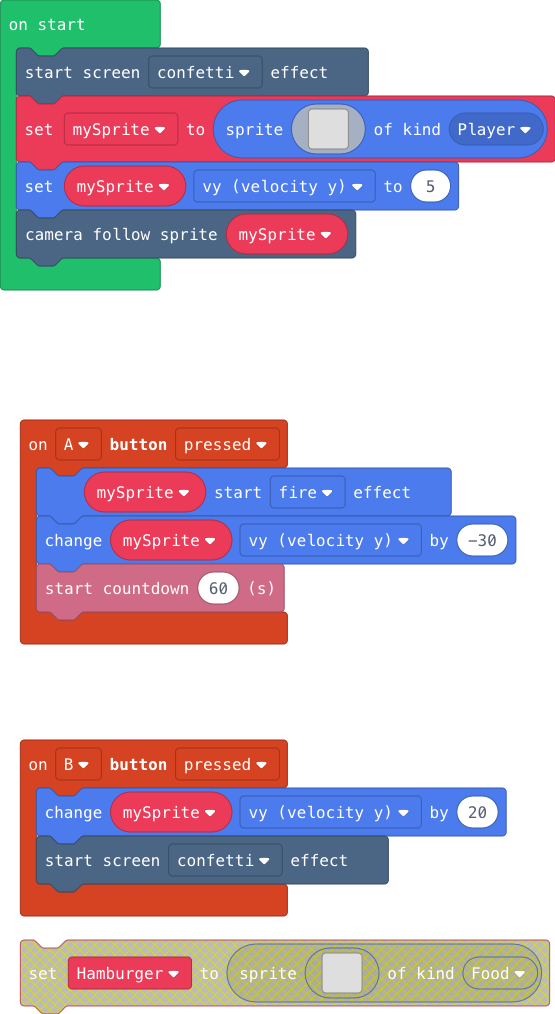 on start
start screen confetti effect
set mySprite to sprite of kind Player
set mySprite vy (velocity y) to 5
camera follow sprite mySprite
on A button pressed
mySprite start fire effect
change mySprite vy (velocity y) by -30
start countdown 60 (s)
on B button pressed
change mySprite vy (velocity y) by 20
start screen confetti effect
set Hamburger to sprite of kind Food